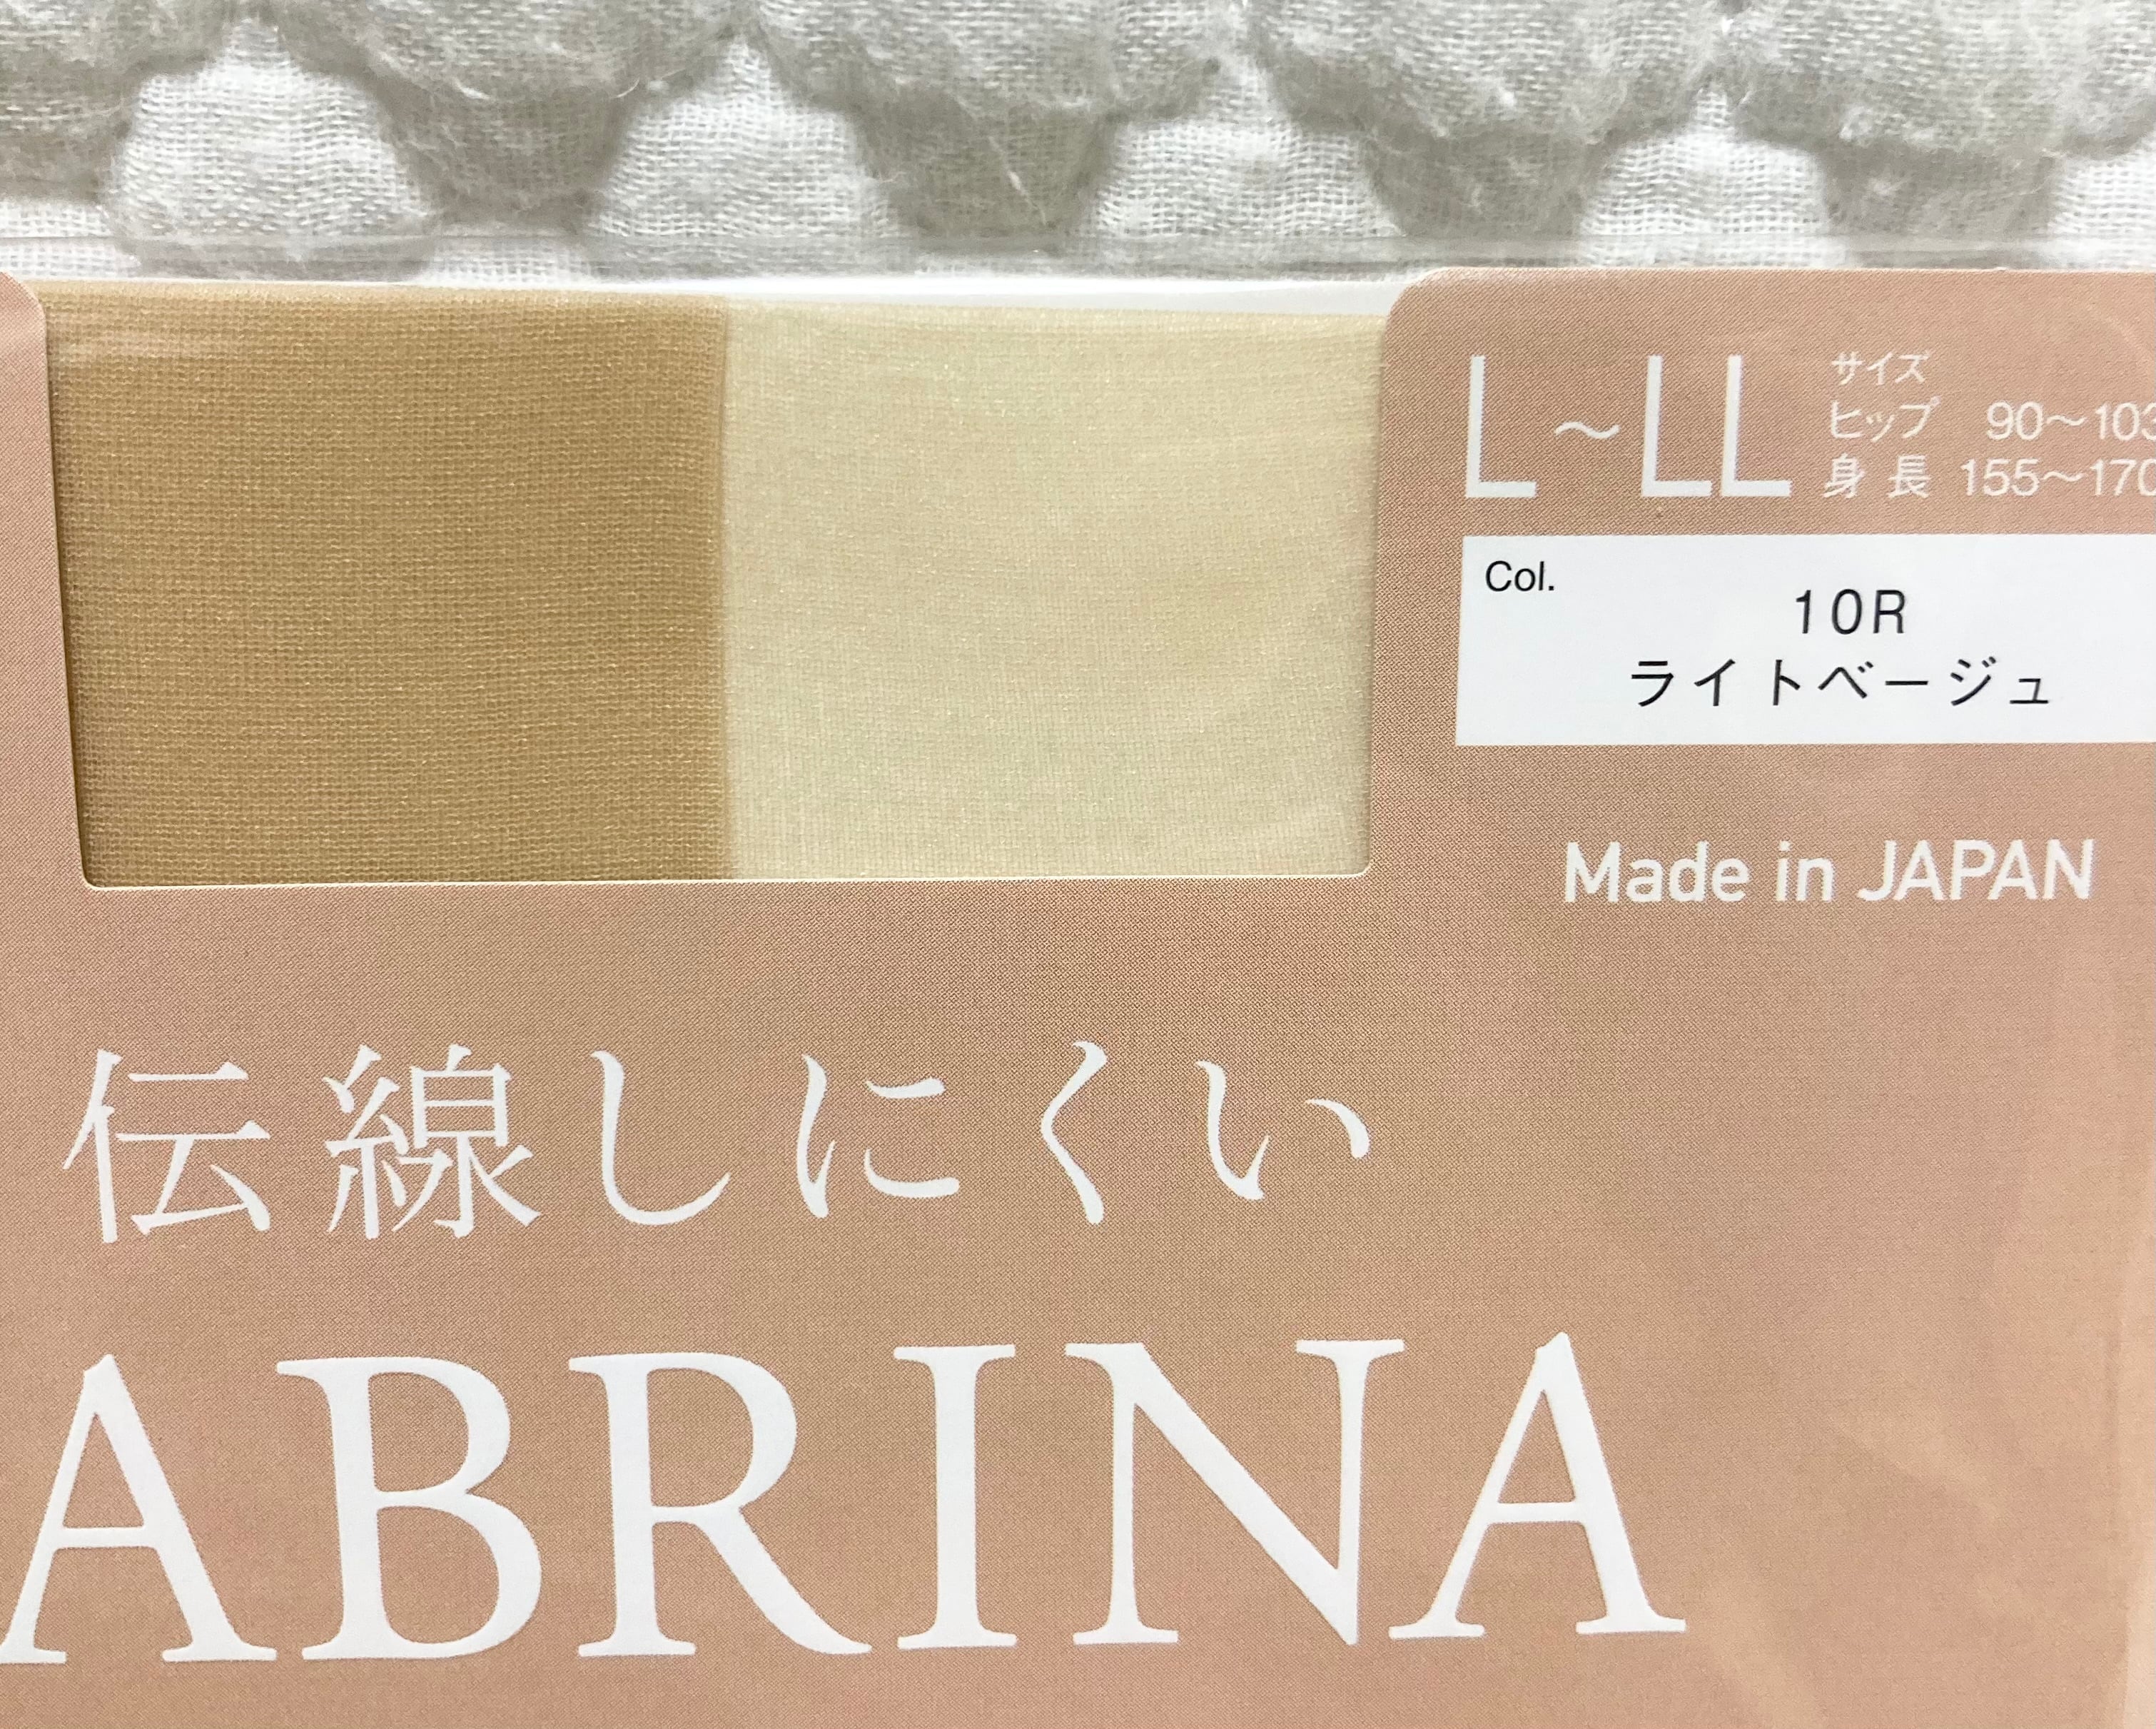 L～LL
サイズ
ヒップ 90～103
身長 155～170
Col.
10R
ライトベージュ
Made in JAPAN
伝線しにくい
ABRINA